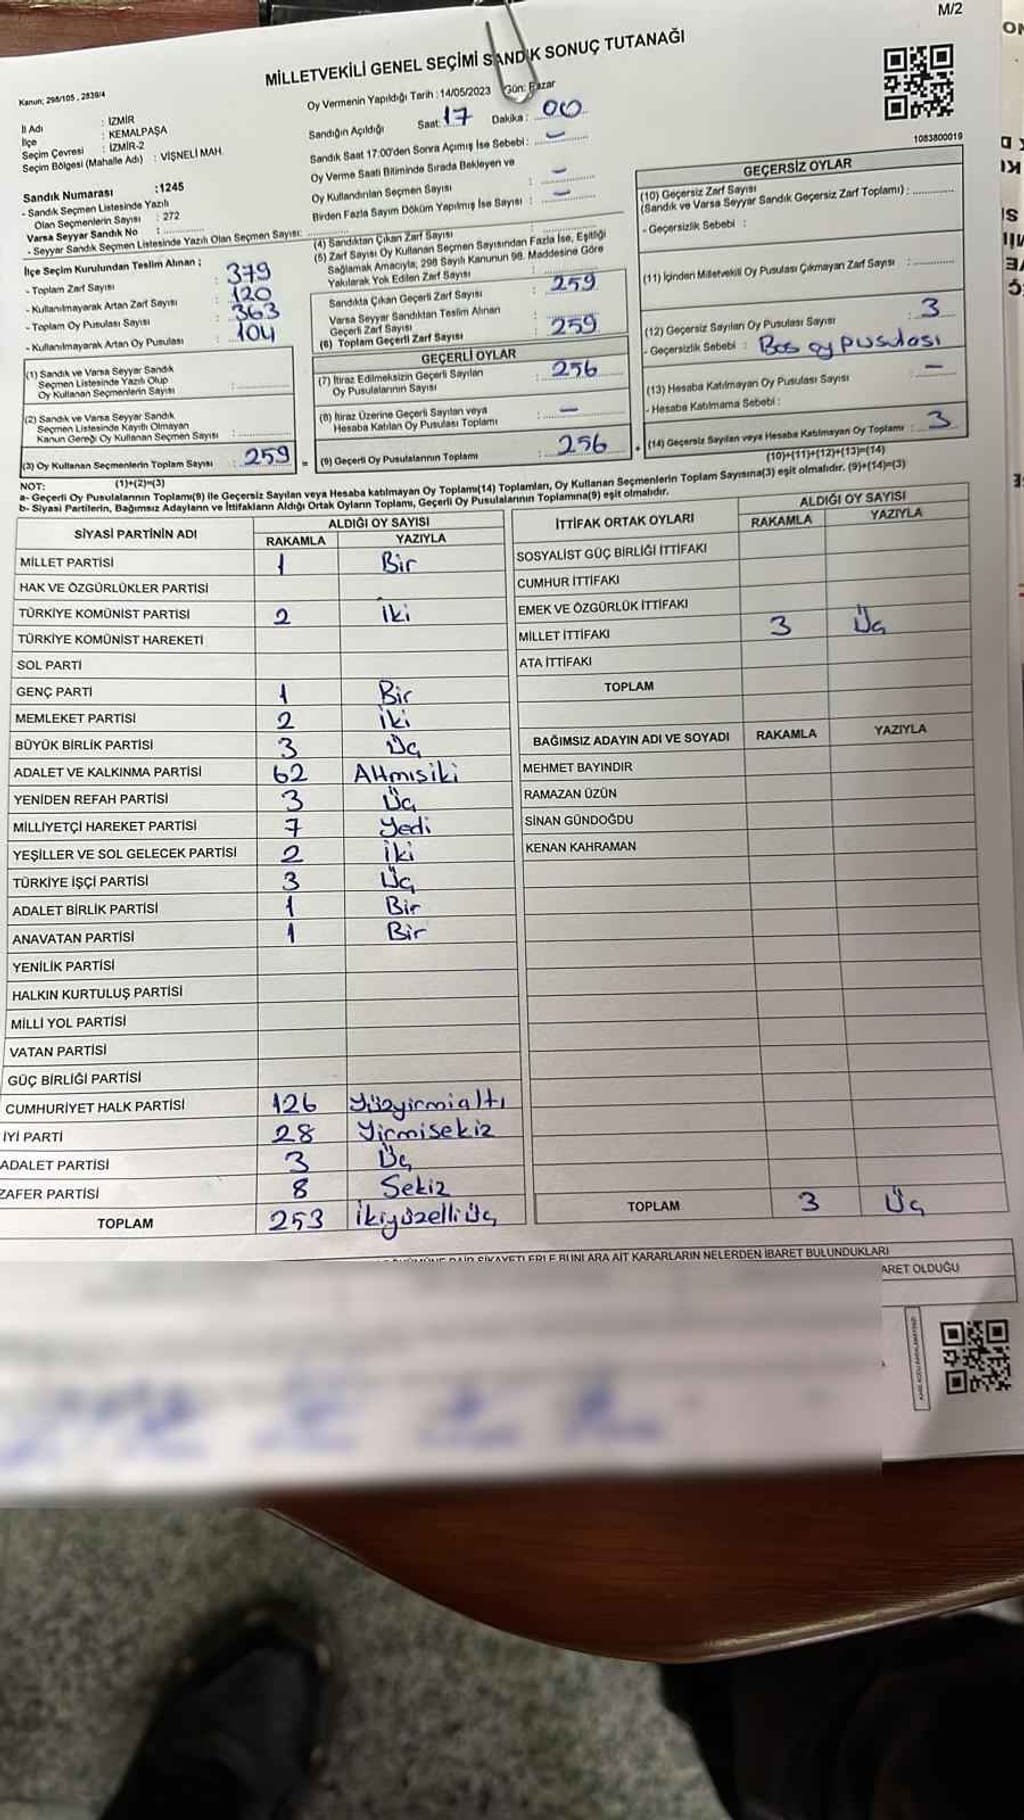 M/2
MİLLETVEKİLİ GENEL SEÇİMİ SANDIK SONUÇ TUTANAĞI
Kanun; 298/105 , 2839/4
Oy Vermenin Yapıldığı Tarih : 14/05/2023 Gün: Pazar
İl Adı : İZMİR
İlçe : KEMALPAŞA
Seçim Çevresi : İZMİR-2
Seçim Bölgesi (Mahalle Adı) : VİŞNELİ MAH.
Sandığın Açıldığı Saat: 17 Dakika : 00
Sandık Saat 17:00'den Sonra Açımış İse Sebebi : –
Oy Verme Saati Bitiminde Sırada Bekleyen ve
Oy Kullandırılan Seçmen Sayısı : –
Birden Fazla Sayım Döküm Yapılmış İse Sayısı : –
1083800019
Sandık Numarası :1245
- Sandık Seçmen Listesinde Yazılı
Olan Seçmenlerin Sayısı : 272
Varsa Seyyar Sandık No :
- Seyyar Sandık Seçmen Listesinde Yazılı Olan Seçmen Sayısı:
İlçe Seçim Kurulundan Teslim Alınan ;
- Toplam Zarf Sayısı : 379
- Kullanılmayarak Artan Zarf Sayısı : 120
- Toplam Oy Pusulası Sayısı : 363
- Kullanılmayarak Artan Oy Pusulası : 104
(1) Sandık ve Varsa Seyyar Sandık
Seçmen Listesinde Yazılı Olup
Oy Kullanan Seçmenlerin Sayısı :
(2) Sandık ve Varsa Seyyar Sandık
Seçmen Listesinde Kayıtlı Olmayan
Kanun Gereği Oy Kullanan Seçmen Sayısı :
(3) Oy Kullanan Seçmenlerin Toplam Sayısı : 259
(1)+(2)=(3)
(4) Sandıktan Çıkan Zarf Sayısı :
(5) Zarf Sayısı Oy Kullanan Seçmen Sayısından Fazla İse, Eşitliği
Sağlamak Amacıyla; 298 Sayılı Kanunun 98. Maddesine Göre
Yakılarak Yok Edilen Zarf Sayısı :
Sandıkta Çıkan Geçerli Zarf Sayısı : 259
Varsa Seyyar Sandıktan Teslim Alınan
Geçerli Zarf Sayısı :
(6) Toplam Geçerli Zarf Sayısı : 259
GEÇERLİ OYLAR
(7) İtiraz Edilmeksizin Geçerli Sayılan
Oy Pusulalarının Sayısı : 256
(8) İtiraz Üzerine Geçerli Sayılan veya
Hesaba Katılan Oy Pusulası Toplamı : –
(9) Geçerli Oy Pusulalarının Toplamı : 256
GEÇERSİZ OYLAR
(10) Geçersiz Zarf Sayısı
(Sandık ve Varsa Seyyar Sandık Geçersiz Zarf Toplamı) :
- Geçersizlik Sebebi :
(11) İçinden Milletvekili Oy Pusulası Çıkmayan Zarf Sayısı :
(12) Geçersiz Sayılan Oy Pusulası Sayısı : 3
- Geçersizlik Sebebi : Boş oy pusulası
(13) Hesaba Katılmayan Oy Pusulası Sayısı : –
- Hesaba Katılmama Sebebi :
(14) Geçersiz Sayılan veya Hesaba Katılmayan Oy Toplamı : 3
(10)+(11)+(12)+(13)=(14)
NOT:
a- Geçerli Oy Pusulalarının Toplamı(9) ile Geçersiz Sayılan veya Hesaba katılmayan Oy Toplamı(14) Toplamları, Oy Kullanan Seçmenlerin Toplam Sayısına(3) eşit olmalıdır. (9)+(14)=(3)
b- Siyasi Partilerin, Bağımsız Adayların ve İttifakların Aldığı Ortak Oyların Toplamı, Geçerli Oy Pusulalarının Toplamına(9) eşit olmalıdır.
SİYASİ PARTİNİN ADI ALDIĞI OY SAYISI
RAKAMLA YAZIYLA
MİLLET PARTİSİ 1 Bir
HAK VE ÖZGÜRLÜKLER PARTİSİ
TÜRKİYE KOMÜNİST PARTİSİ 2 İki
TÜRKİYE KOMÜNİST HAREKETİ
SOL PARTİ
GENÇ PARTİ 1 Bir
MEMLEKET PARTİSİ 2 İki
BÜYÜK BİRLİK PARTİSİ 3 Üç
ADALET VE KALKINMA PARTİSİ 62 Altmışiki
YENİDEN REFAH PARTİSİ 3 Üç
MİLLİYETÇİ HAREKET PARTİSİ 7 Yedi
YEŞİLLER VE SOL GELECEK PARTİSİ 2 İki
TÜRKİYE İŞÇİ PARTİSİ 3 Üç
ADALET BİRLİK PARTİSİ 1 Bir
ANAVATAN PARTİSİ 1 Bir
YENİLİK PARTİSİ
HALKIN KURTULUŞ PARTİSİ
MİLLİ YOL PARTİSİ
VATAN PARTİSİ
GÜÇ BİRLİĞİ PARTİSİ
CUMHURİYET HALK PARTİSİ 126 Yüzyirmialtı
İYİ PARTİ 28 Yirmisekiz
ADALET PARTİSİ 3 Üç
ZAFER PARTİSİ 8 Sekiz
TOPLAM 253 İkiyüzelliüç
İTTİFAK ORTAK OYLARI ALDIĞI OY SAYISI
RAKAMLA YAZIYLA
SOSYALİST GÜÇ BİRLİĞİ İTTİFAKI
CUMHUR İTTİFAKI
EMEK VE ÖZGÜRLÜK İTTİFAKI
MİLLET İTTİFAKI 3 Üç
ATA İTTİFAKI
TOPLAM
BAĞIMSIZ ADAYIN ADI VE SOYADI RAKAMLA YAZIYLA
MEHMET BAYINDIR
RAMAZAN ÜZÜN
SİNAN GÜNDOĞDU
KENAN KAHRAMAN
TOPLAM 3 Üç
ŞİKAYETLERLE BUNLARA AİT KARARLARIN NELERDEN İBARET BULUNDUKLARI
ARET OLDUĞU